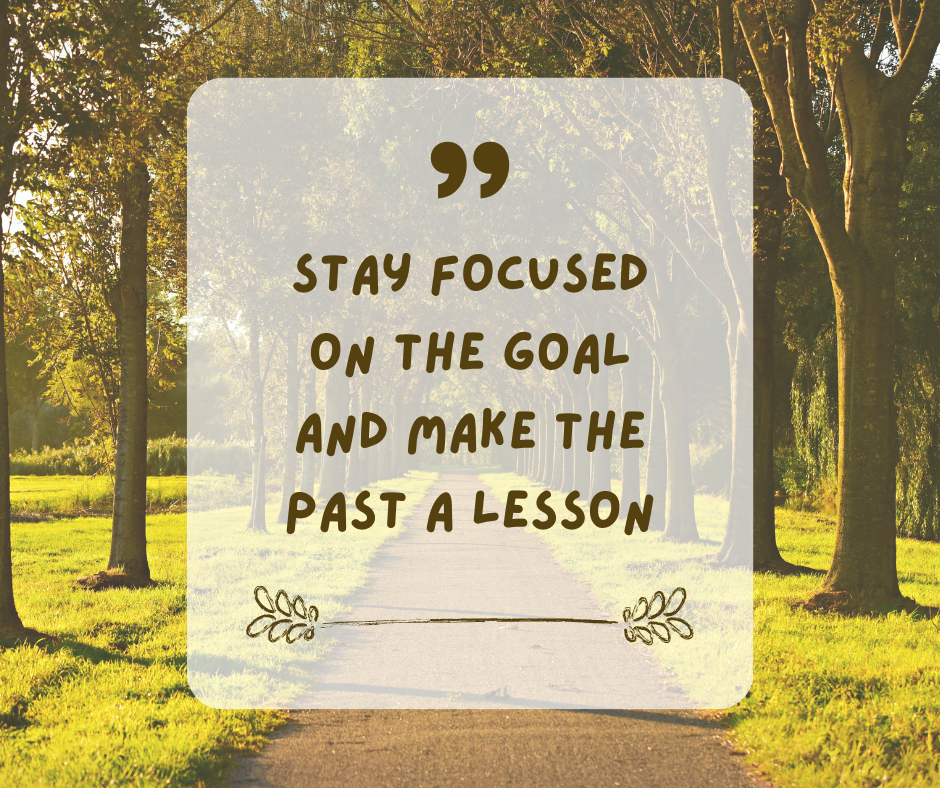 ”
STAY FOCUSED
ON THE GOAL
AND MAKE THE
PAST A LESSON